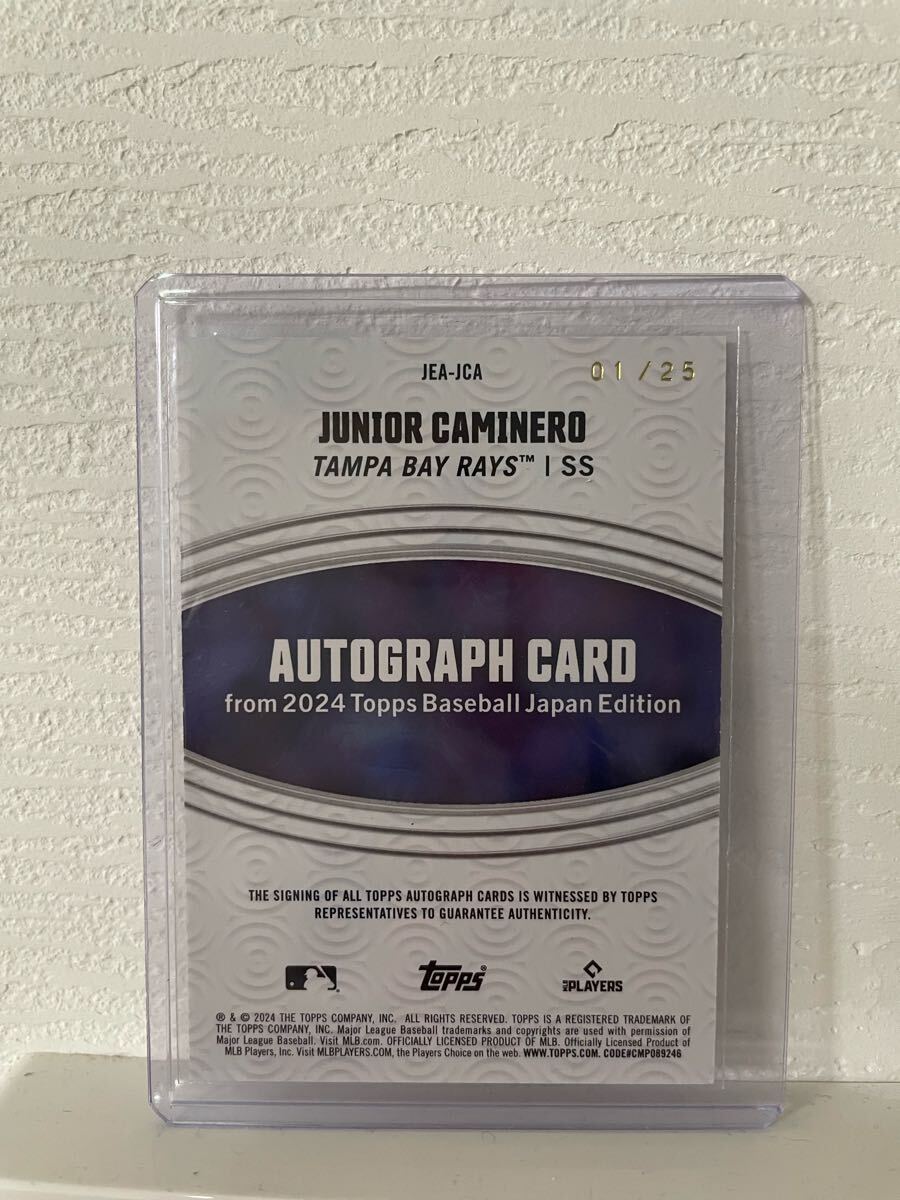 JEA-JCA
01/25
JUNIOR CAMINERO
TAMPA BAY RAYS™ | SS
AUTOGRAPH CARD
from 2024 Topps Baseball Japan Edition
THE SIGNING OF ALL TOPPS AUTOGRAPH CARDS IS WITNESSED BY TOPPS
REPRESENTATIVES TO GUARANTEE AUTHENTICITY.
topps®
MLB PLAYERS
® & © 2024 THE TOPPS COMPANY, INC. ALL RIGHTS RESERVED. TOPPS IS A REGISTERED TRADEMARK OF
THE TOPPS COMPANY, INC. Major League Baseball trademarks and copyrights are used with permission of
Major League Baseball. Visit MLB.com. OFFICIALLY LICENSED PRODUCT OF MLB. Officially Licensed Product of
MLB Players, Inc. Visit MLBPLAYERS.COM, the Players Choice on the web. WWW.TOPPS.COM. CODE#CMP089246